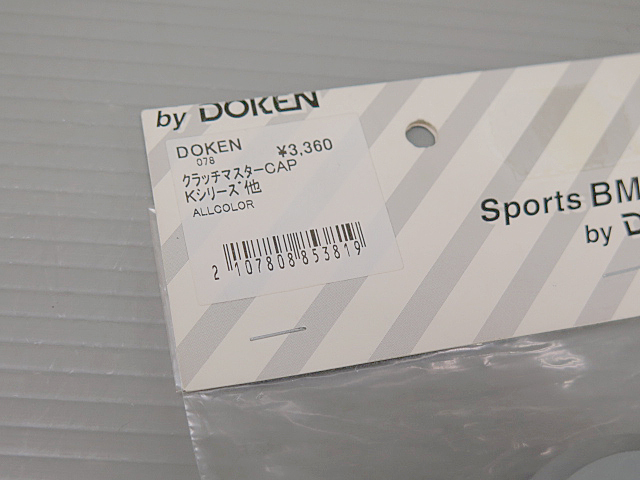 by DOKEN
DOKEN ¥3,360
078
クラッチマスターCAP
Kシリーズ他
ALLCOLOR
2 107808 853819
Sports BM
by D